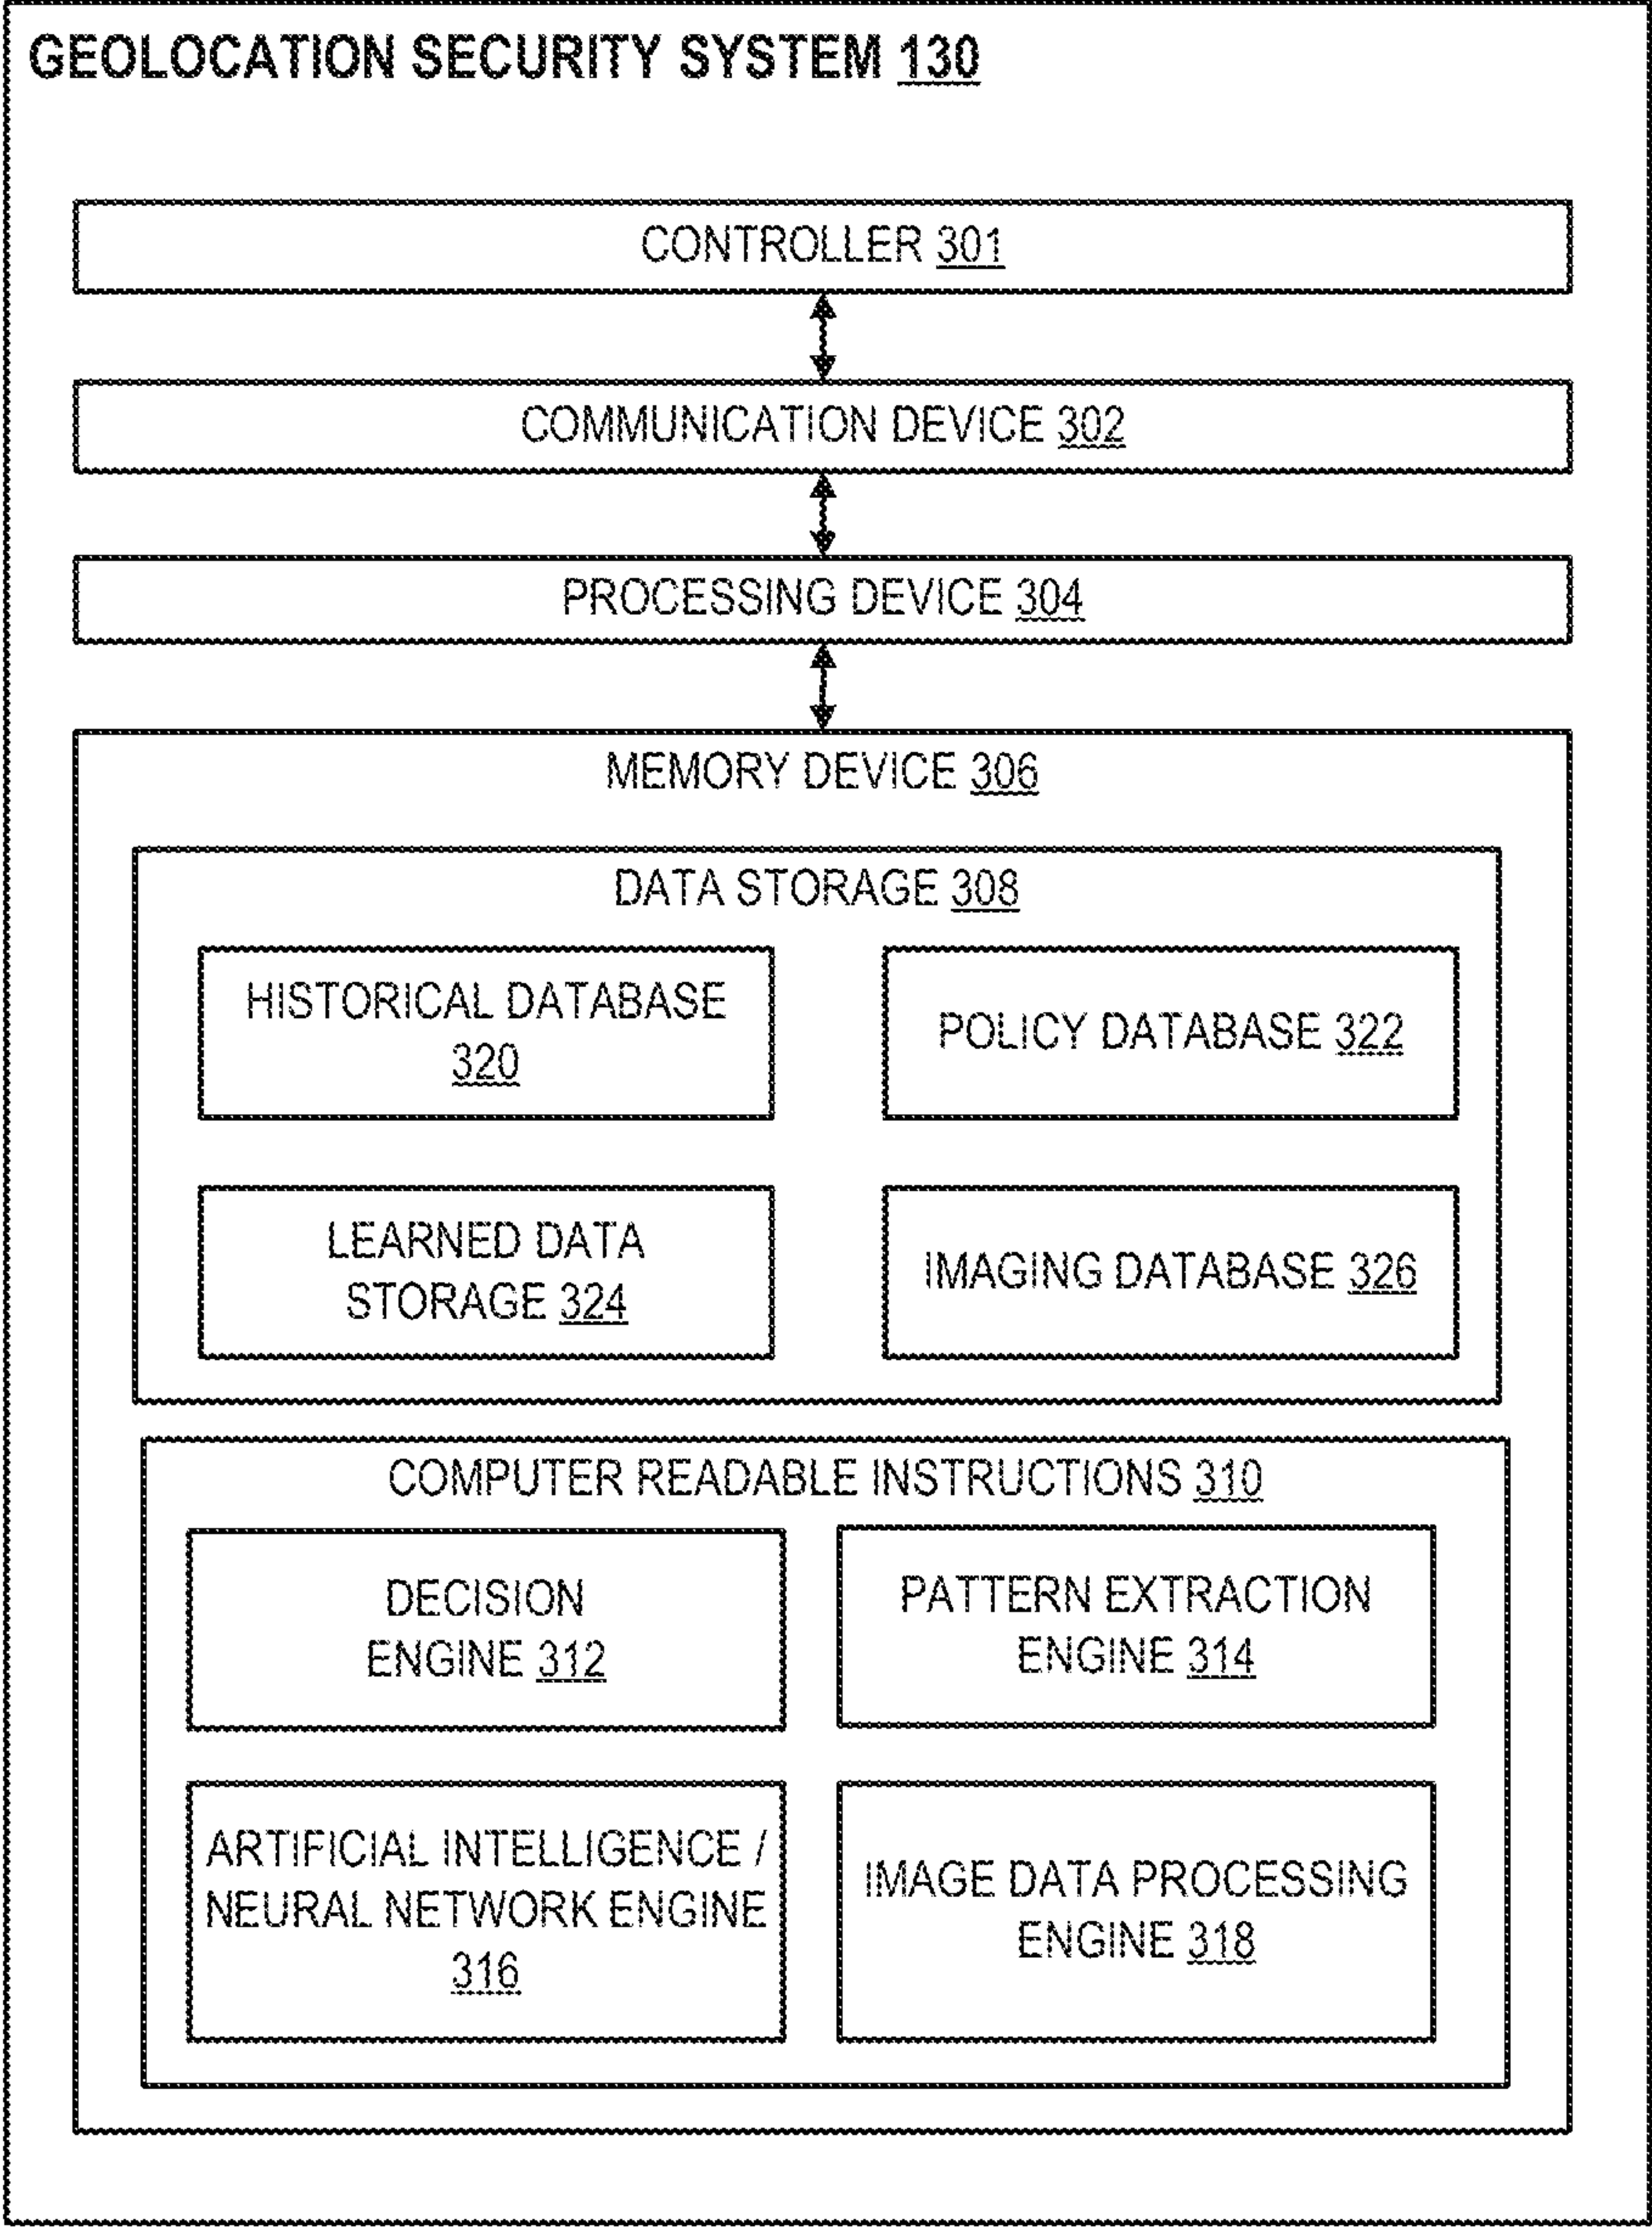 GEOLOCATION SECURITY SYSTEM 130
CONTROLLER 301
COMMUNICATION DEVICE 302
PROCESSING DEVICE 304
MEMORY DEVICE 306
DATA STORAGE 308
HISTORICAL DATABASE
320
POLICY DATABASE 322
LEARNED DATA
STORAGE 324
IMAGING DATABASE 326
COMPUTER READABLE INSTRUCTIONS 310
DECISION
ENGINE 312
PATTERN EXTRACTION
ENGINE 314
ARTIFICIAL INTELLIGENCE /
NEURAL NETWORK ENGINE
316
IMAGE DATA PROCESSING
ENGINE 318